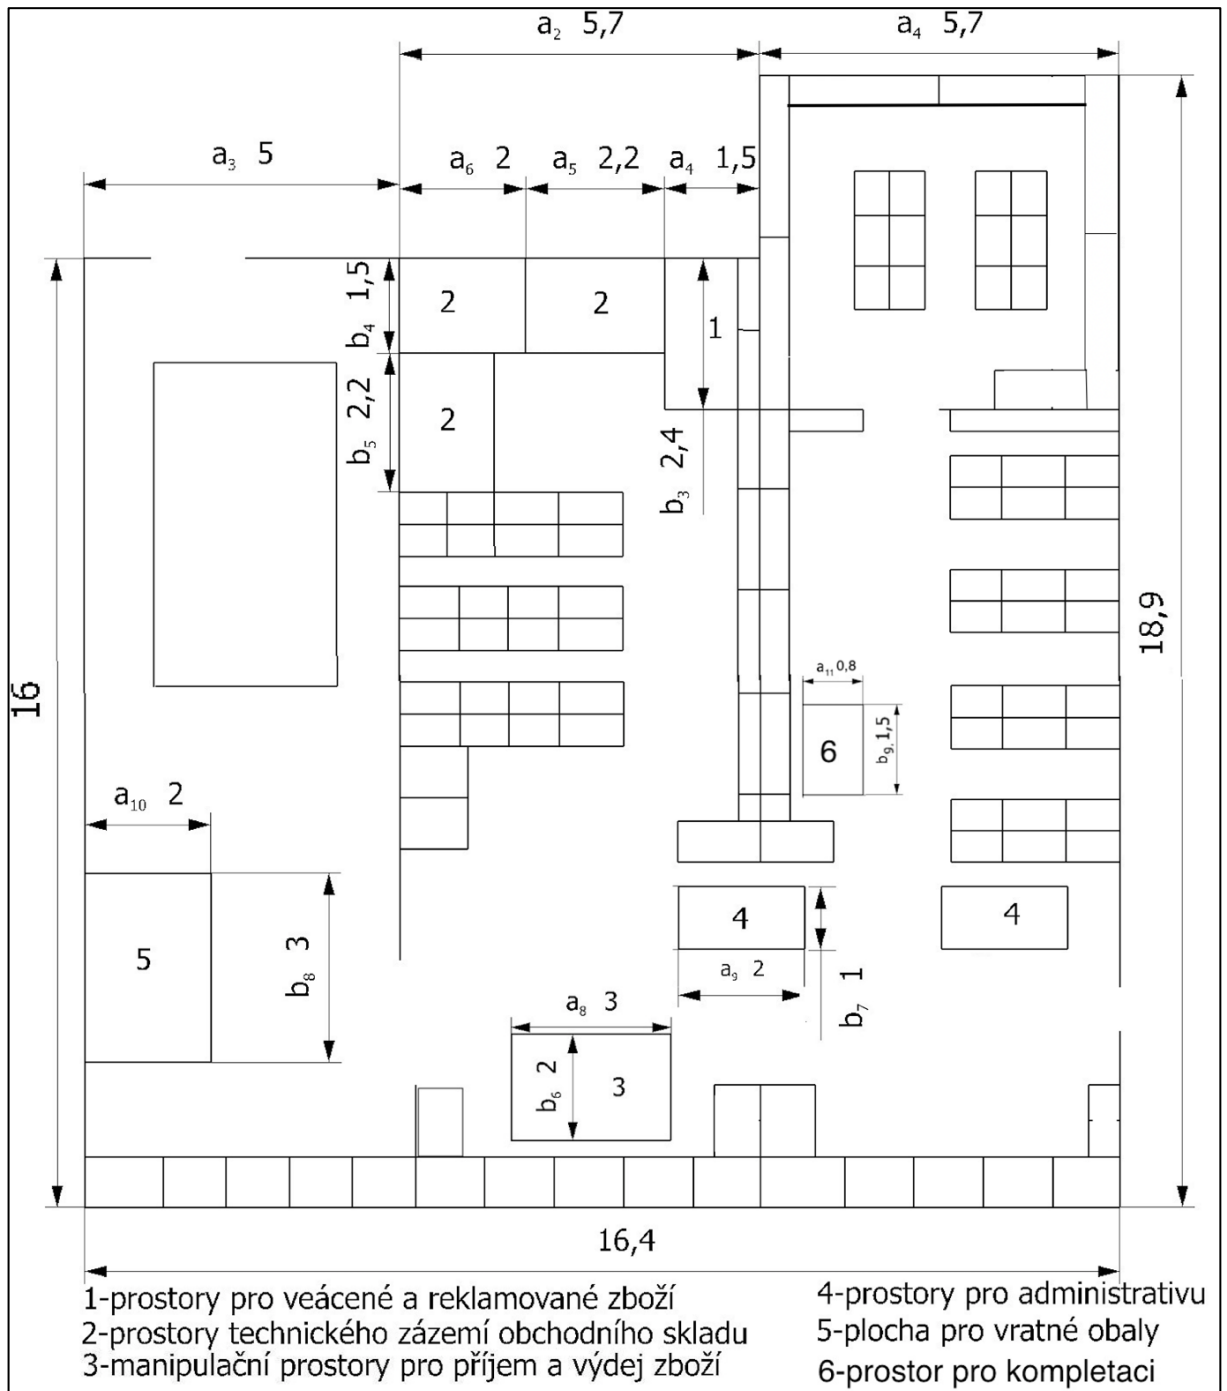 a₂ 5,7
a₄ 5,7
a₃ 5
a₆ 2
a₅ 2,2
a₄ 1,5
b₄ 1,5
2
2
1
b₅ 2,2
2
b₃ 2,4
16
18,9
a₁₁ 0,8
6
b₉, 1,5
a₁₀ 2
5
b₈ 3
4
4
a₉ 2
b₇ 1
a₈ 3
b₆ 2
3
16,4
1-prostory pro veácené a reklamované zboží
2-prostory technického zázemí obchodního skladu
3-manipulační prostory pro příjem a výdej zboží
4-prostory pro administrativu
5-plocha pro vratné obaly
6-prostor pro kompletaci